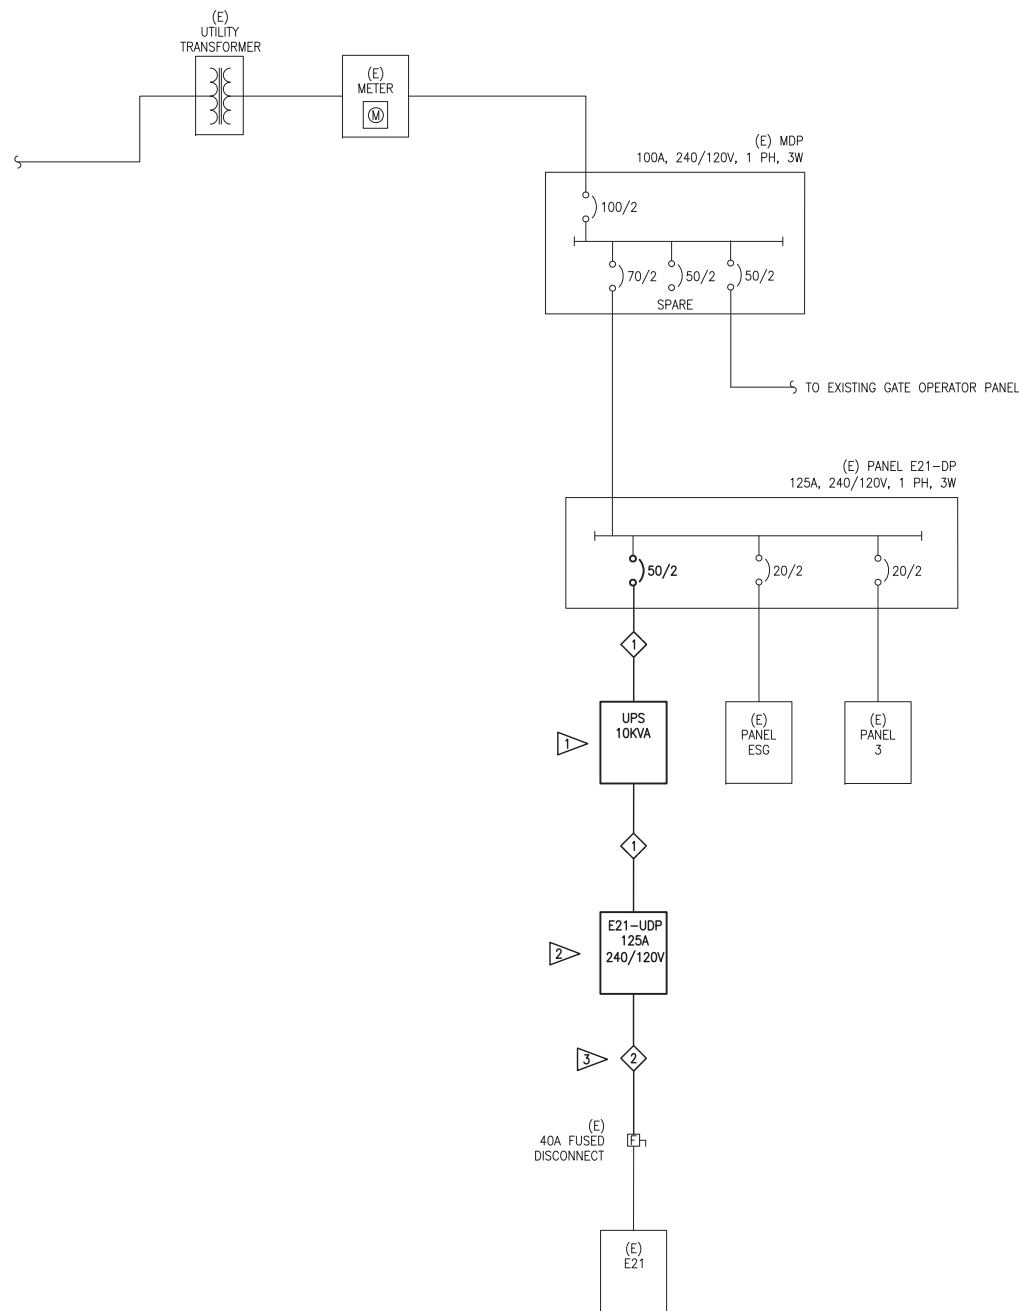 (E)
UTILITY
TRANSFORMER
(E)
METER
M
(E) MDP
100A, 240/120V, 1 PH, 3W
100/2
70/2
50/2
50/2
SPARE
TO EXISTING GATE OPERATOR PANEL
(E) PANEL E21-DP
125A, 240/120V, 1 PH, 3W
50/2
20/2
20/2
1
UPS
10KVA
(E)
PANEL
ESG
(E)
PANEL
3
1
1
E21-UDP
125A
240/120V
2
3
2
(E)
40A FUSED
DISCONNECT
F
(E)
E21